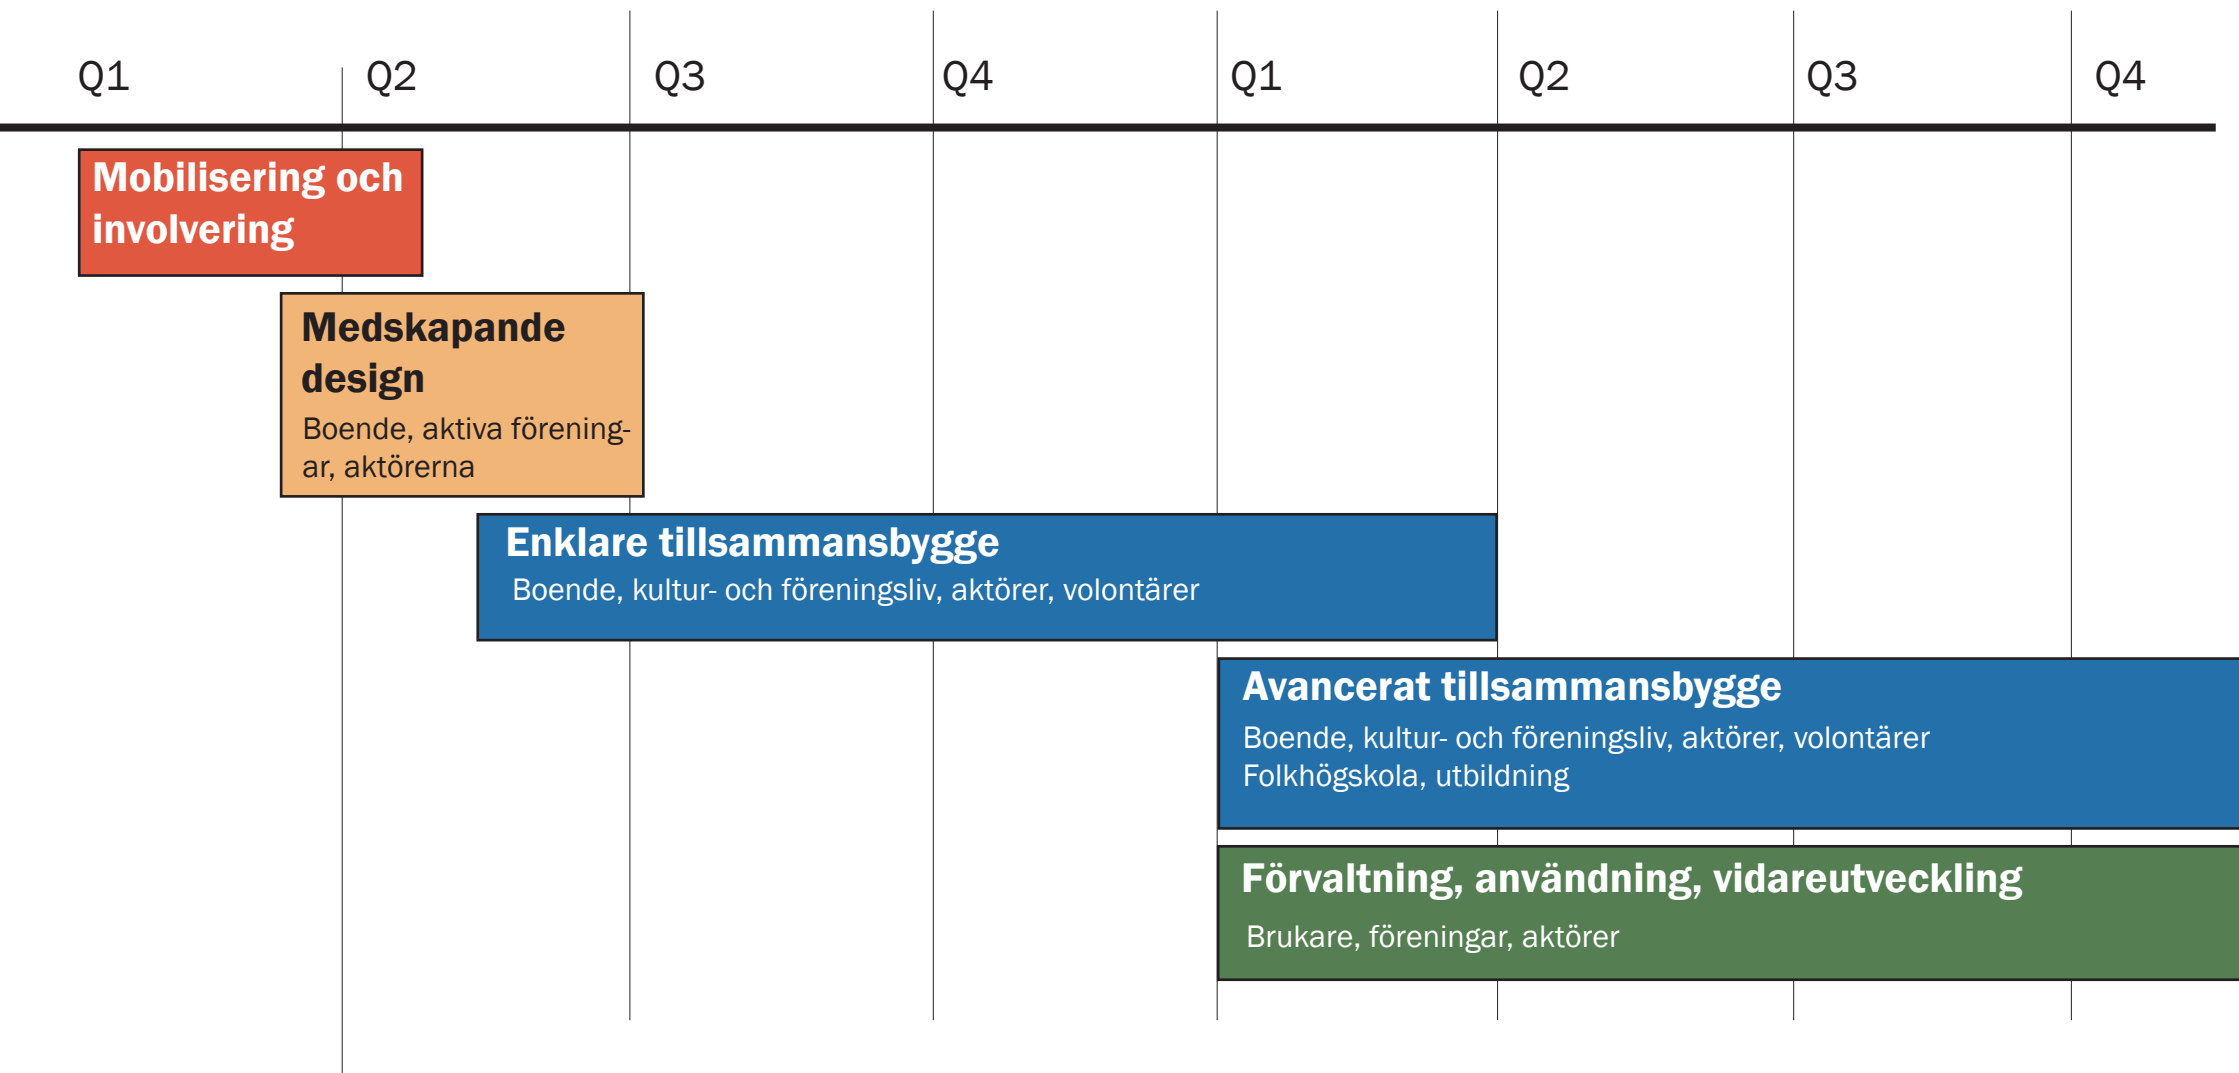 Q1 Q2 Q3 Q4 Q1 Q2 Q3 Q4
Mobilisering och
involvering
Medskapande
design
Boende, aktiva förening-
ar, aktörerna
Enklare tillsammansbygge
Boende, kultur- och föreningsliv, aktörer, volontärer
Avancerat tillsammansbygge
Boende, kultur- och föreningsliv, aktörer, volontärer
Folkhögskola, utbildning
Förvaltning, användning, vidareutveckling
Brukare, föreningar, aktörer